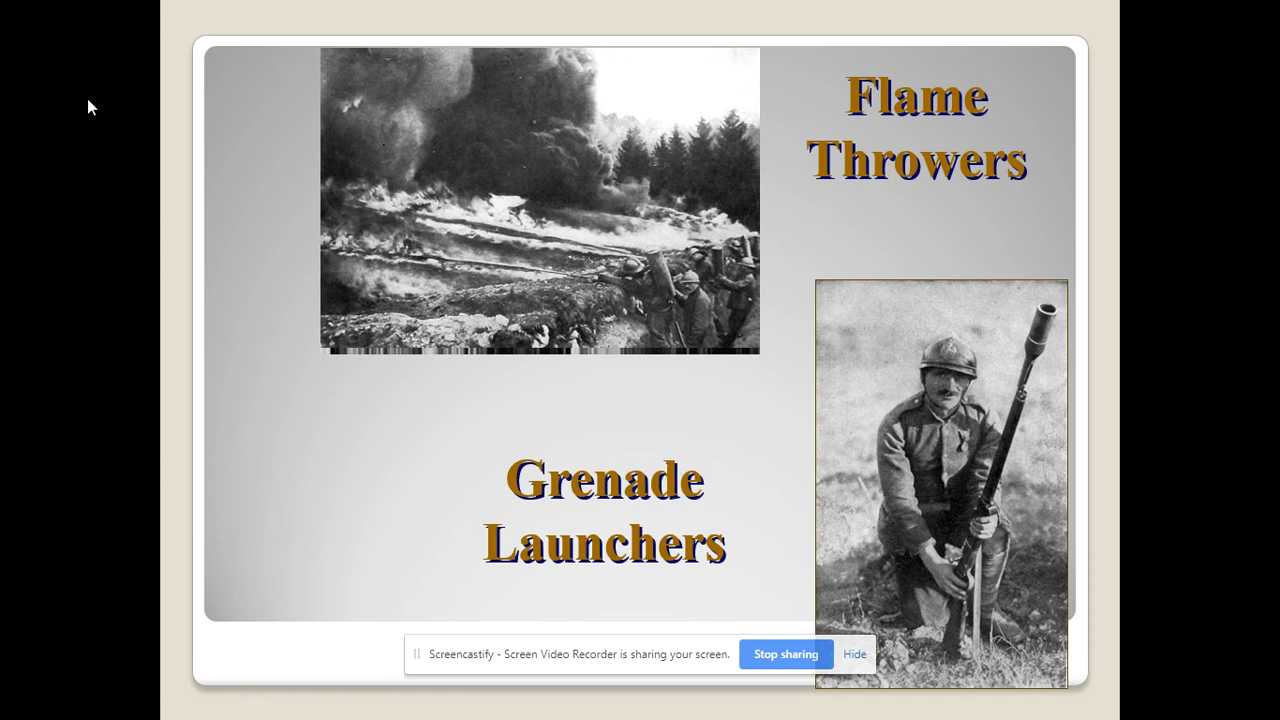 Flame
Throwers
Grenade
Launchers
Screencastify - Screen Video Recorder is sharing your screen.
Stop sharing
Hide